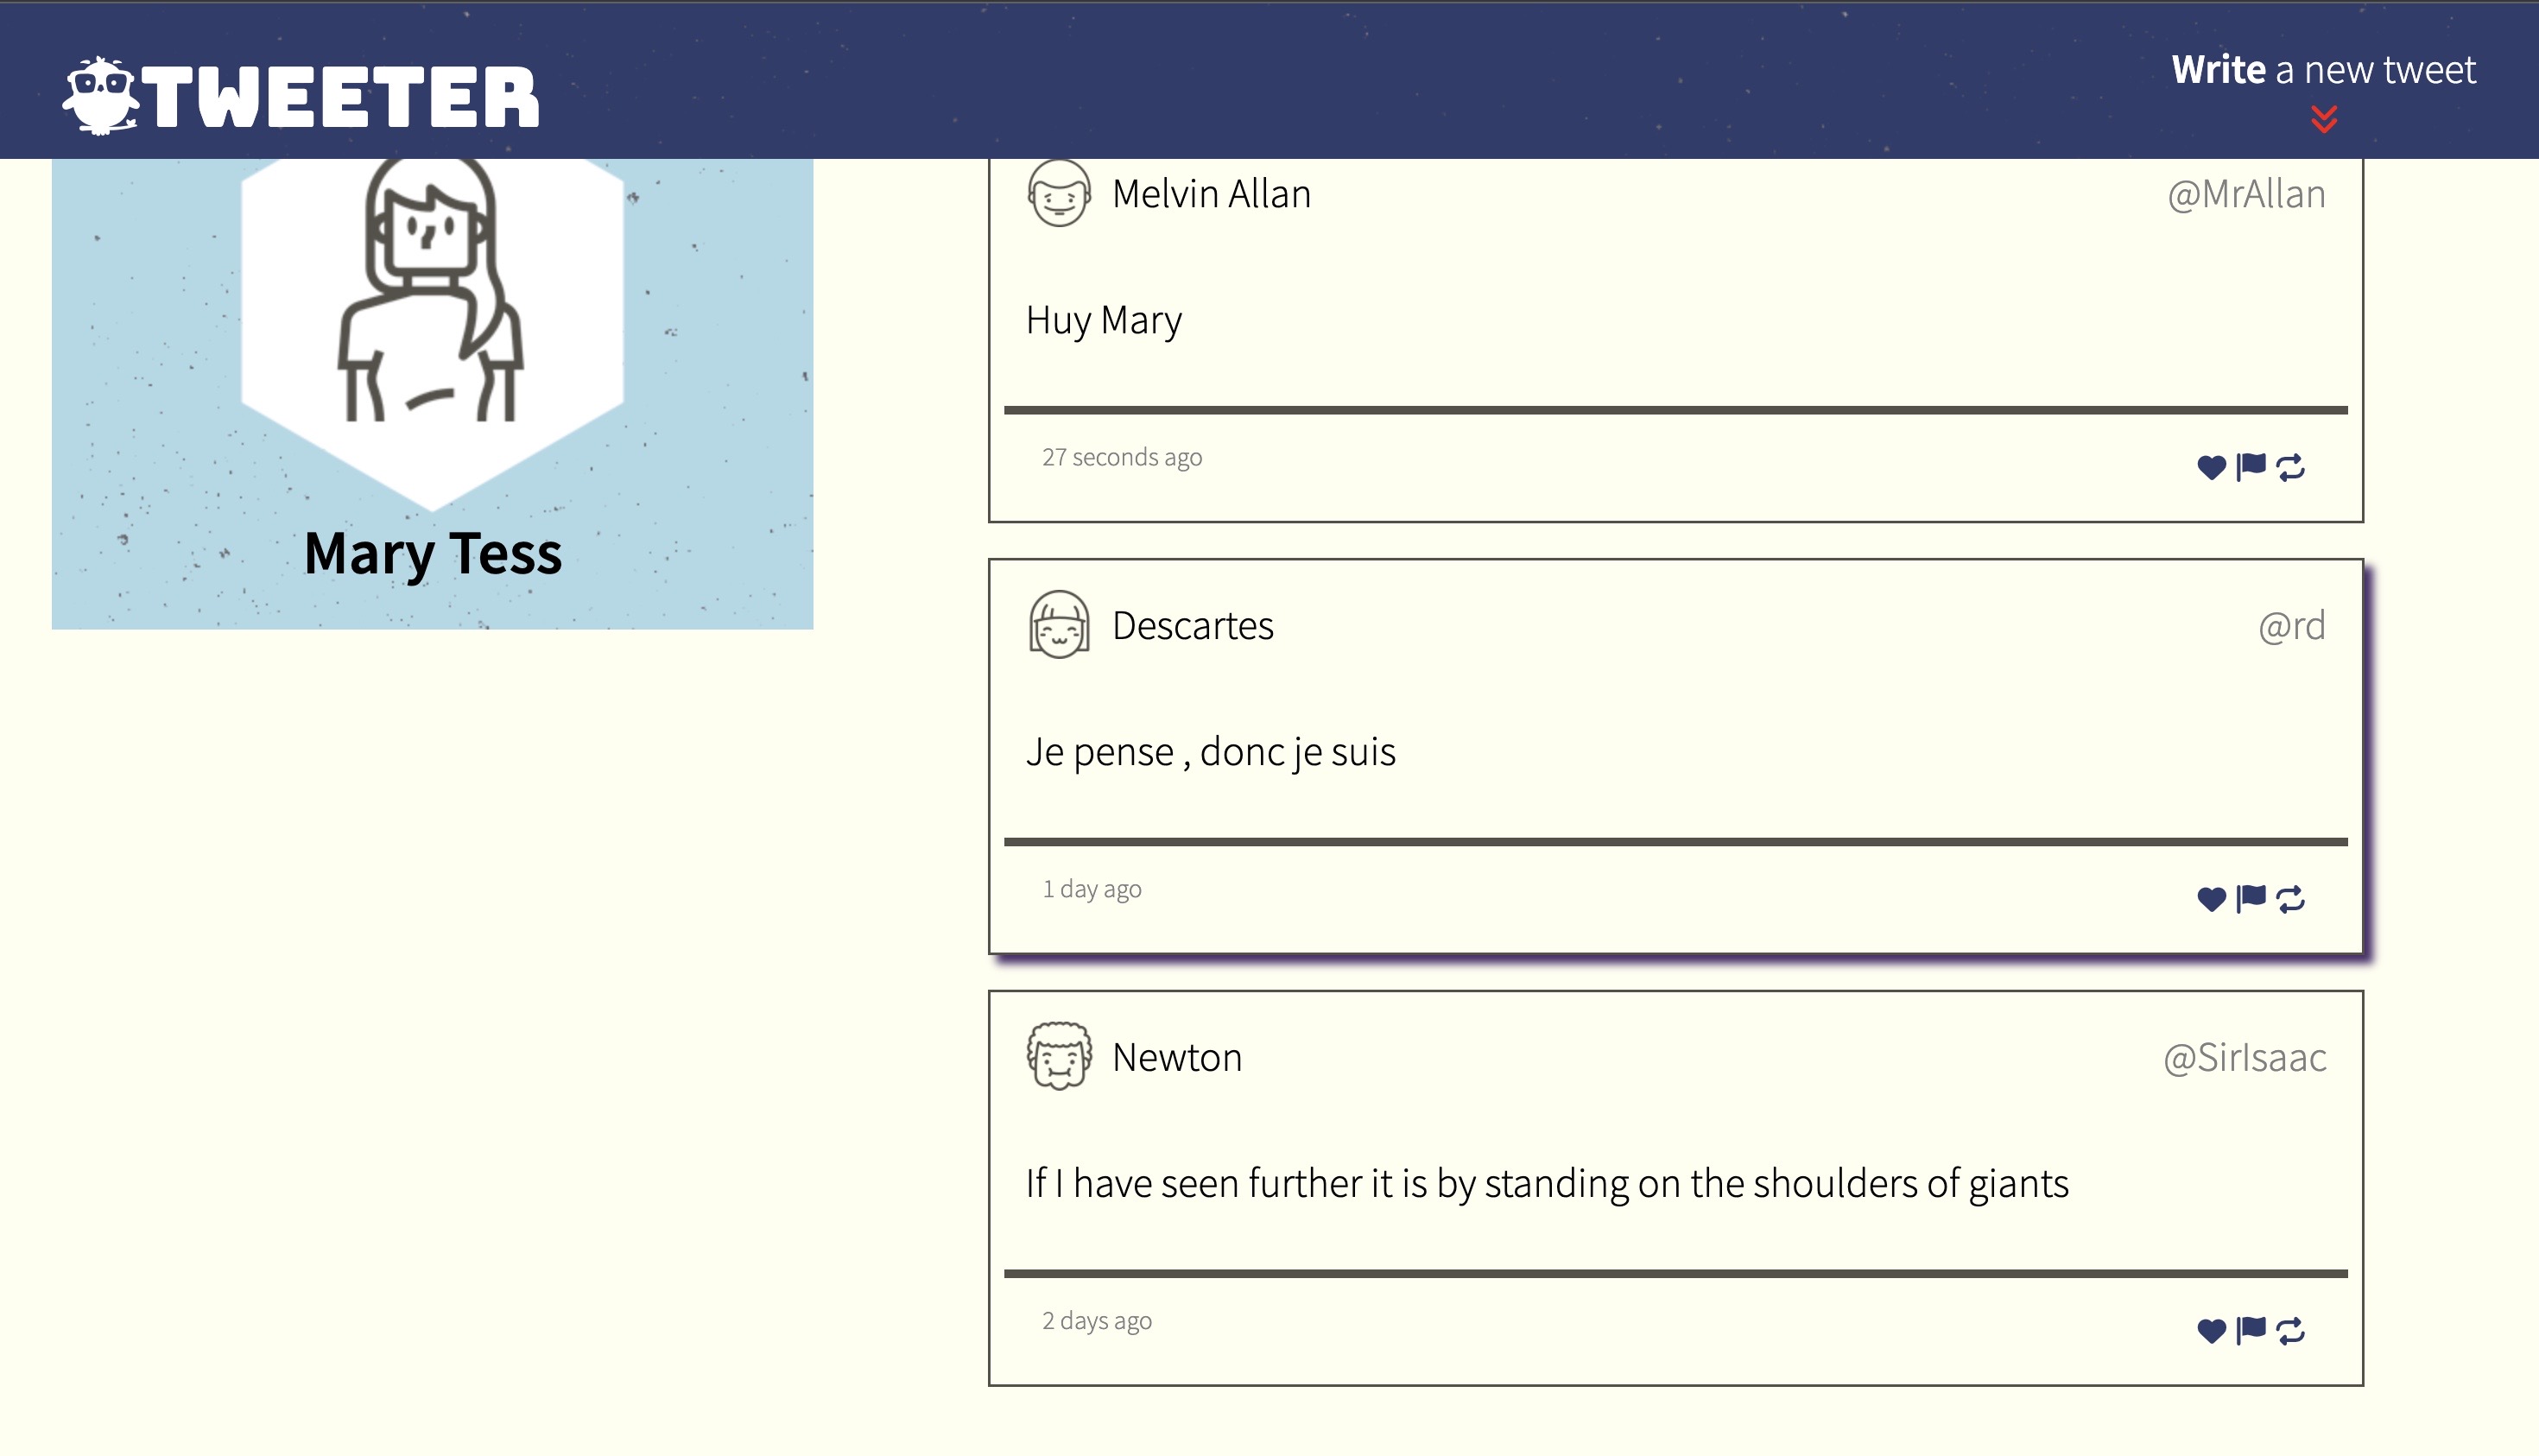 TWEETER
Write a new tweet
Mary Tess
Melvin Allan @MrAllan
Huy Mary
27 seconds ago
Descartes @rd
Je pense , donc je suis
1 day ago
Newton @SirIsaac
If I have seen further it is by standing on the shoulders of giants
2 days ago